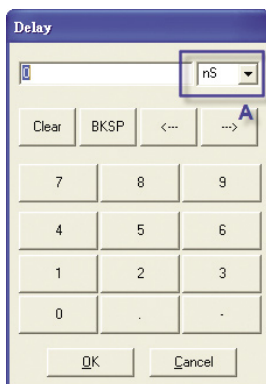 Delay
0 nS
A
Clear BKSP <--- --->
7 8 9
4 5 6
1 2 3
0 . -
OK Cancel